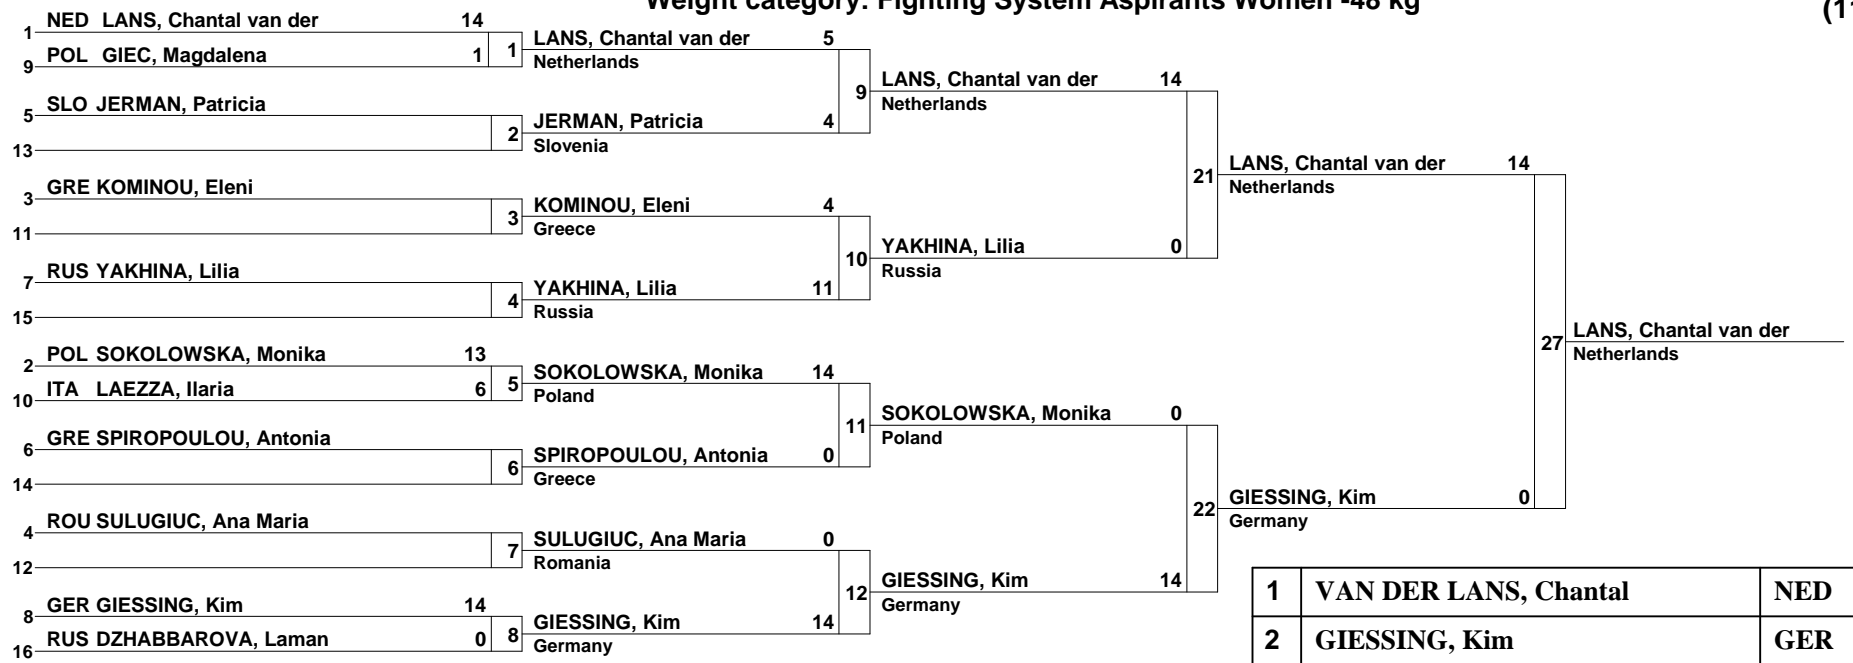 Weight category: Fighting System Aspirants Women -48 kg
(11
1 NED LANS, Chantal van der 14
9 POL GIEC, Magdalena 1
1
5 SLO JERMAN, Patricia
13
2
3 GRE KOMINOU, Eleni
11
3
7 RUS YAKHINA, Lilia
15
4
2 POL SOKOLOWSKA, Monika 13
10 ITA LAEZZA, Ilaria 6
5
6 GRE SPIROPOULOU, Antonia
14
6
4 ROU SULUGIUC, Ana Maria
12
7
8 GER GIESSING, Kim 14
16 RUS DZHABBAROVA, Laman 0
8
LANS, Chantal van der 5
Netherlands
9
JERMAN, Patricia 4
Slovenia
KOMINOU, Eleni 4
Greece
10
YAKHINA, Lilia 11
Russia
SOKOLOWSKA, Monika 14
Poland
11
SPIROPOULOU, Antonia 0
Greece
SULUGIUC, Ana Maria 0
Romania
12
GIESSING, Kim 14
Germany
LANS, Chantal van der 14
Netherlands
21
YAKHINA, Lilia 0
Russia
SOKOLOWSKA, Monika 0
Poland
22
GIESSING, Kim 14
Germany
LANS, Chantal van der 14
Netherlands
27
GIESSING, Kim 0
Germany
LANS, Chantal van der
Netherlands
1 VAN DER LANS, Chantal NED
2 GIESSING, Kim GER